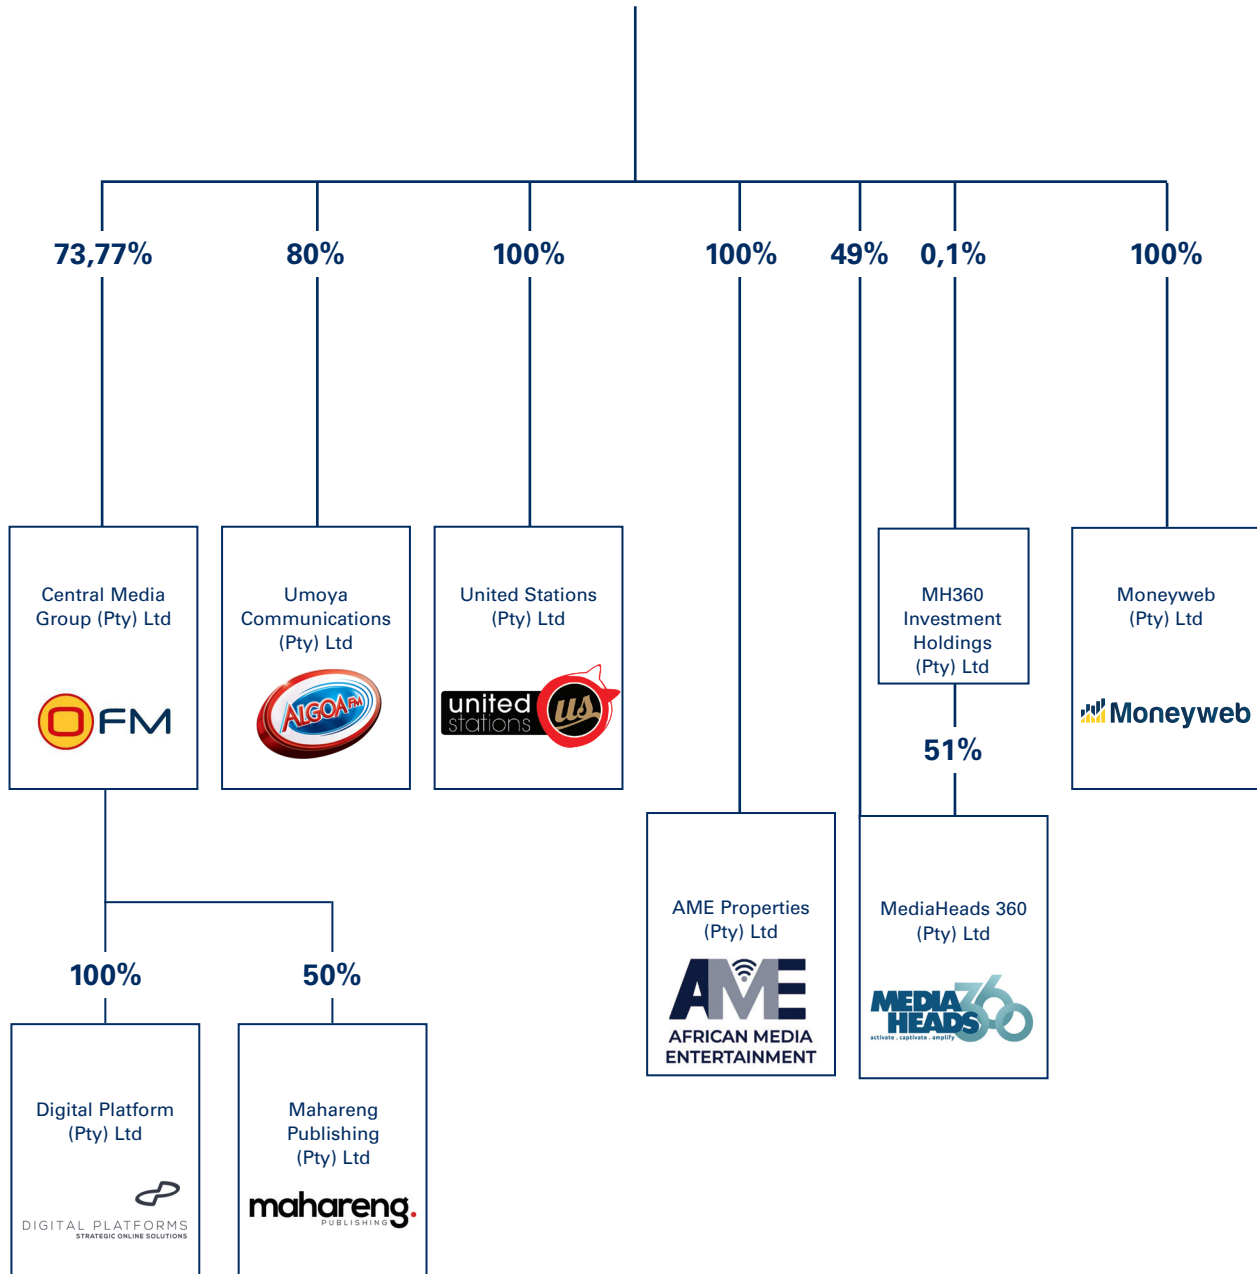 73,77%
80%
100%
100%
49%
0,1%
100%
Central Media
Group (Pty) Ltd
OFM
Umoya
Communications
(Pty) Ltd
ALGOA FM
United Stations
(Pty) Ltd
united
stations
us
MH360
Investment
Holdings
(Pty) Ltd
Moneyweb
(Pty) Ltd
Moneyweb
51%
AME Properties
(Pty) Ltd
AME
AFRICAN MEDIA
ENTERTAINMENT
MediaHeads 360
(Pty) Ltd
MEDIA
HEADS
360
activate . captivate . amplify
100%
50%
Digital Platform
(Pty) Ltd
DIGITAL PLATFORMS
STRATEGIC ONLINE SOLUTIONS
Mahareng
Publishing
(Pty) Ltd
mahareng.
PUBLISHING